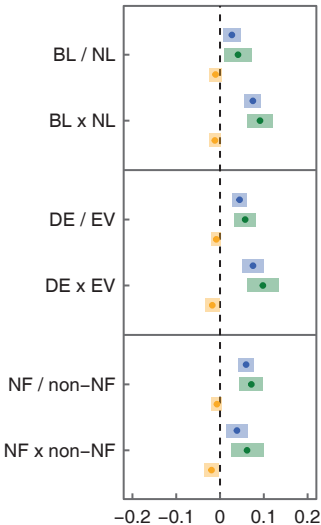 BL / NL
BL x NL
DE / EV
DE x EV
NF / non−NF
NF x non−NF
−0.2 −0.1 0 0.1 0.2